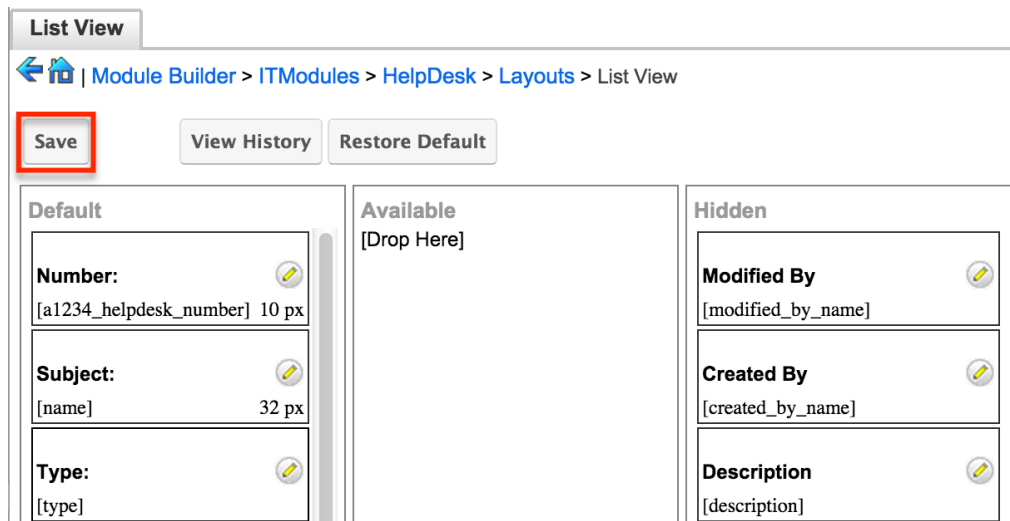 List View
| Module Builder > ITModules > HelpDesk > Layouts > List View
Save View History Restore Default
Default
Number:
[a1234_helpdesk_number] 10 px
Subject:
[name] 32 px
Type:
[type]
Available
[Drop Here]
Hidden
Modified By
[modified_by_name]
Created By
[created_by_name]
Description
[description]